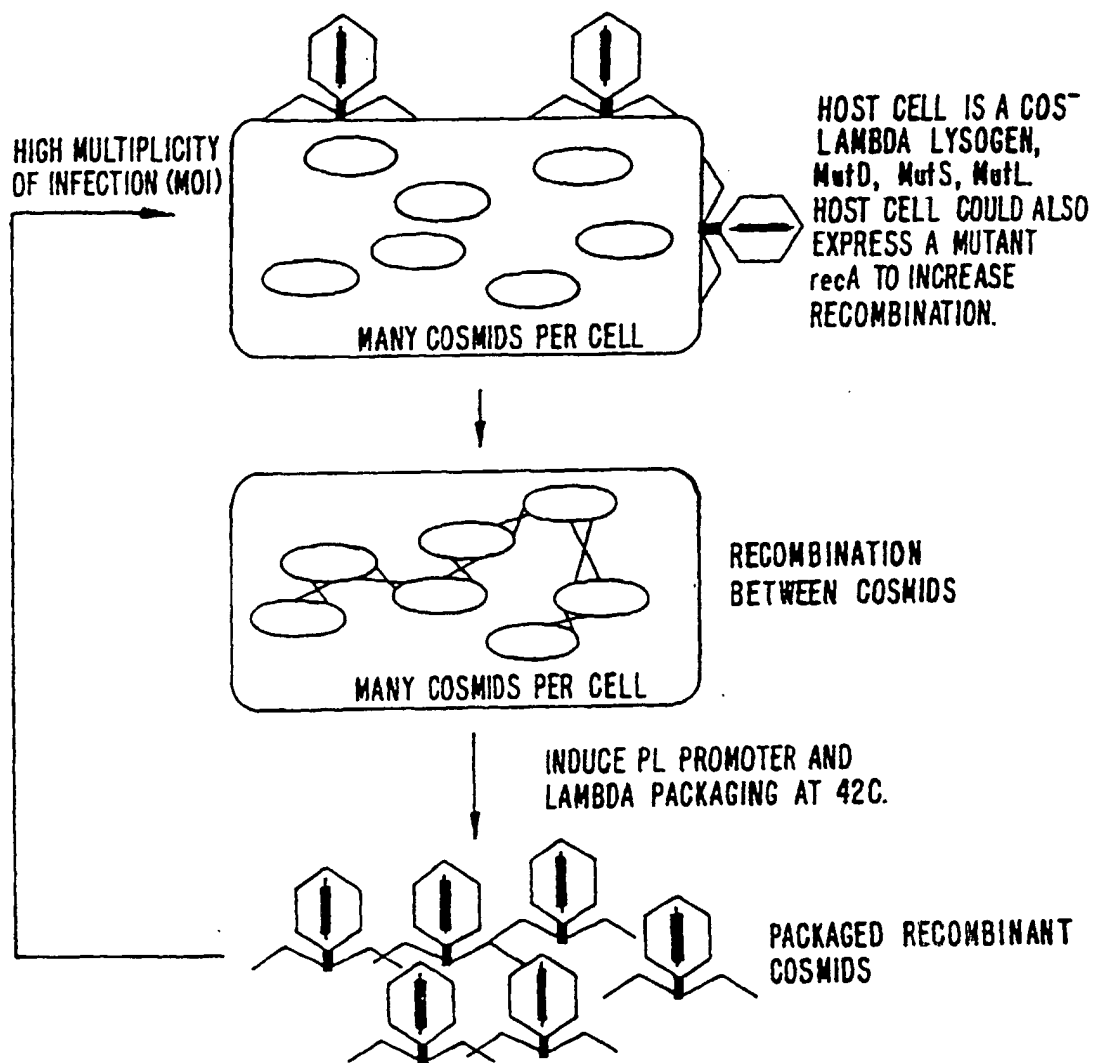 HIGH MULTIPLICITY
OF INFECTION (MOI)
HOST CELL IS A COS⁻
LAMBDA LYSOGEN,
MutD, MutS, MutL.
HOST CELL COULD ALSO
EXPRESS A MUTANT
recA TO INCREASE
RECOMBINATION.
MANY COSMIDS PER CELL
RECOMBINATION
BETWEEN COSMIDS
MANY COSMIDS PER CELL
INDUCE PL PROMOTER AND
LAMBDA PACKAGING AT 42C.
PACKAGED RECOMBINANT
COSMIDS